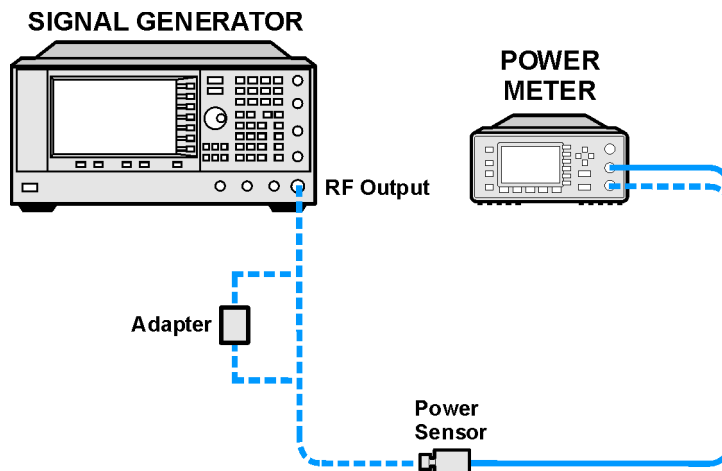 SIGNAL GENERATOR
POWER
METER
RF Output
Adapter
Power
Sensor